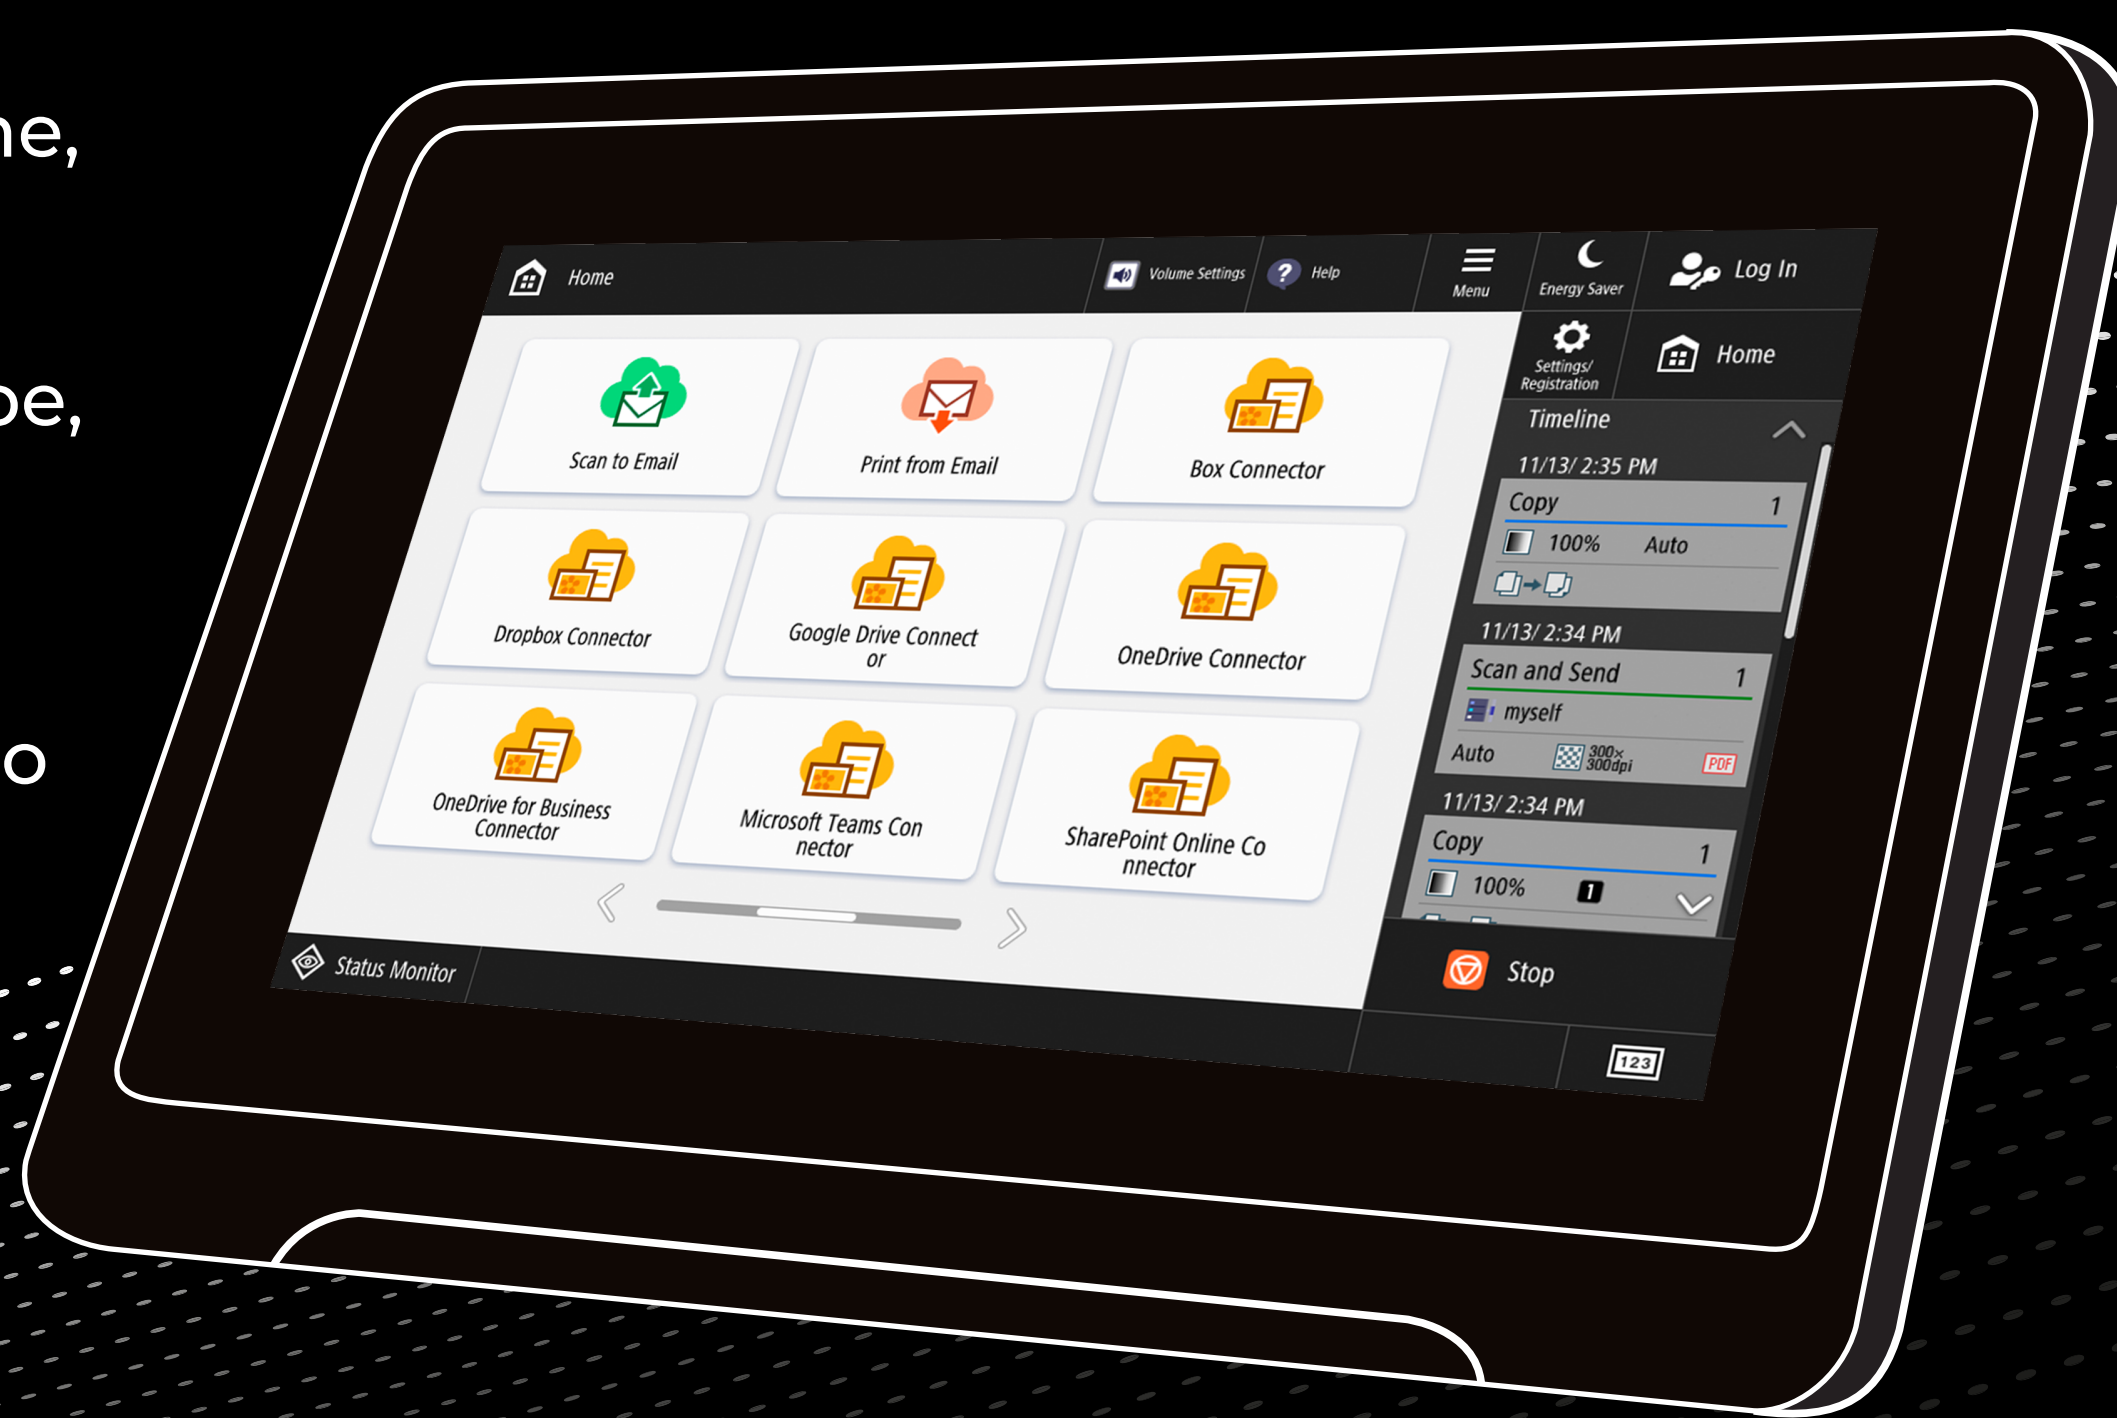 ne,
be,
o
Home
Volume Settings
Help
Menu
Energy Saver
Log In
Settings/
Registration
Home
Scan to Email
Print from Email
Box Connector
Dropbox Connector
Google Drive Connect
or
OneDrive Connector
OneDrive for Business
Connector
Microsoft Teams Con
nector
SharePoint Online Co
nnector
Timeline
11/13/ 2:35 PM
Copy 1
100% Auto
11/13/ 2:34 PM
Scan and Send 1
myself
Auto 300×
300dpi PDF
11/13/ 2:34 PM
Copy 1
100% 1
Status Monitor
Stop
123